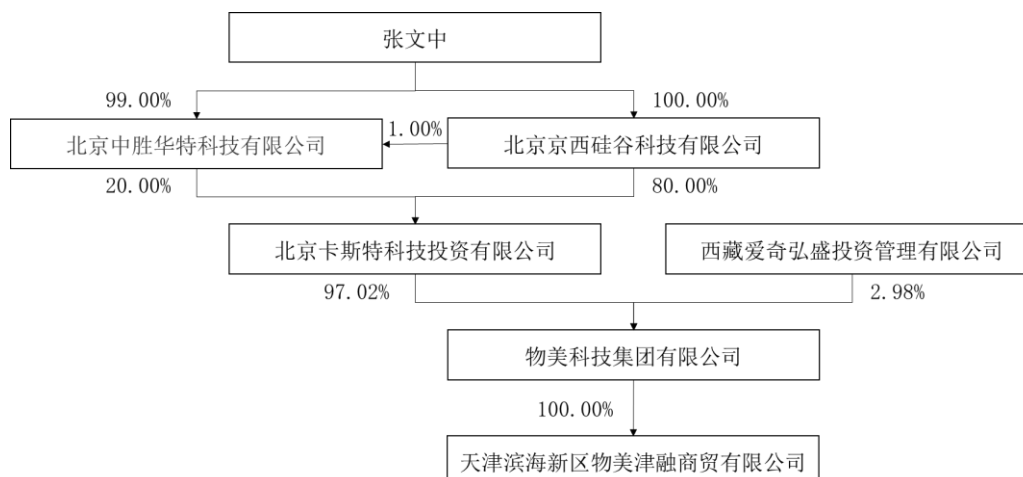 张文中
99.00%
100.00%
北京中胜华特科技有限公司
1.00%
北京京西硅谷科技有限公司
20.00%
80.00%
北京卡斯特科技投资有限公司
西藏爱奇弘盛投资管理有限公司
97.02%
2.98%
物美科技集团有限公司
100.00%
天津滨海新区物美津融商贸有限公司